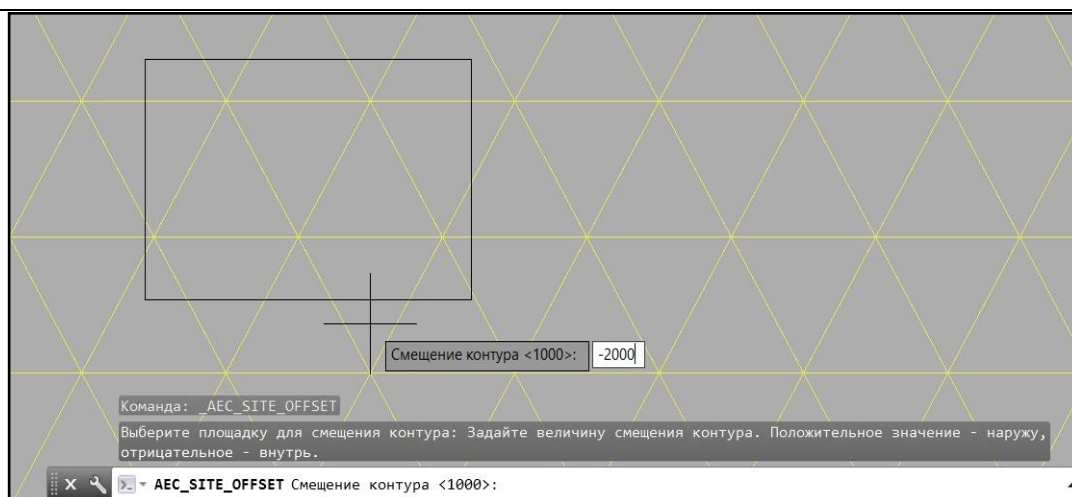 Смещение контура <1000>: -2000
Команда: _AEC_SITE_OFFSET
Выберите площадку для смещения контура: Задайте величину смещения контура. Положительное значение - наружу,
отрицательное - внутрь.
AEC_SITE_OFFSET Смещение контура <1000>: